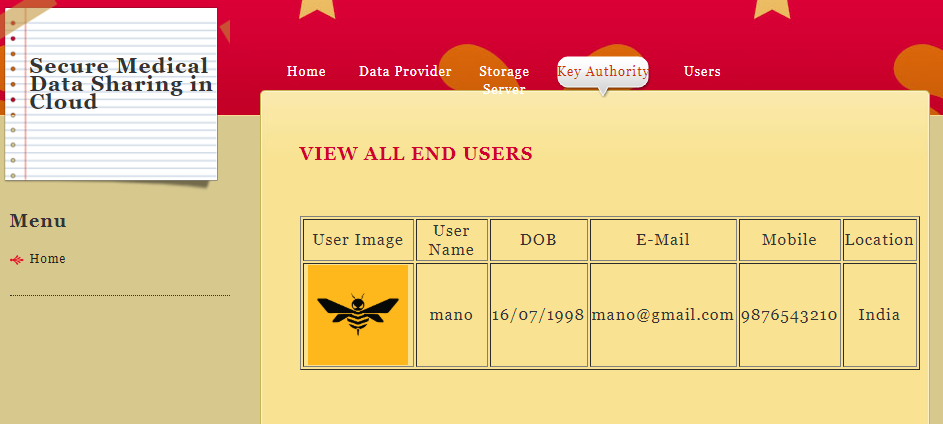 Secure Medical
Data Sharing in
Cloud
Home
Data Provider
Storage
Server
Key Authority
Users
Menu
Home
VIEW ALL END USERS
User Image User Name DOB E-Mail Mobile Location
mano 16/07/1998 mano@gmail.com 9876543210 India